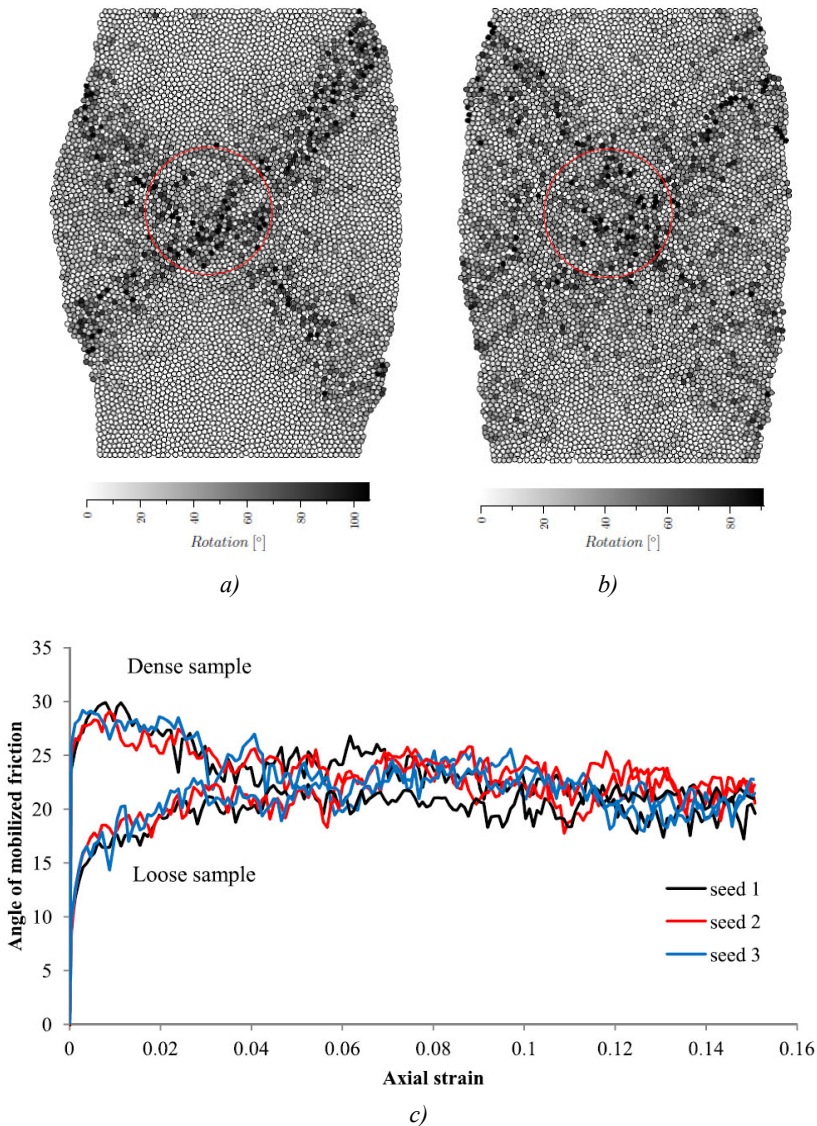 0 20 40 60 80 100
Rotation [°]
0 20 40 60 80
Rotation [°]
a)
b)
35
30
25
20
15
10
5
0
Angle of mobilized friction
Dense sample
Loose sample
seed 1
seed 2
seed 3
0 0.02 0.04 0.06 0.08 0.1 0.12 0.14 0.16
Axial strain
c)